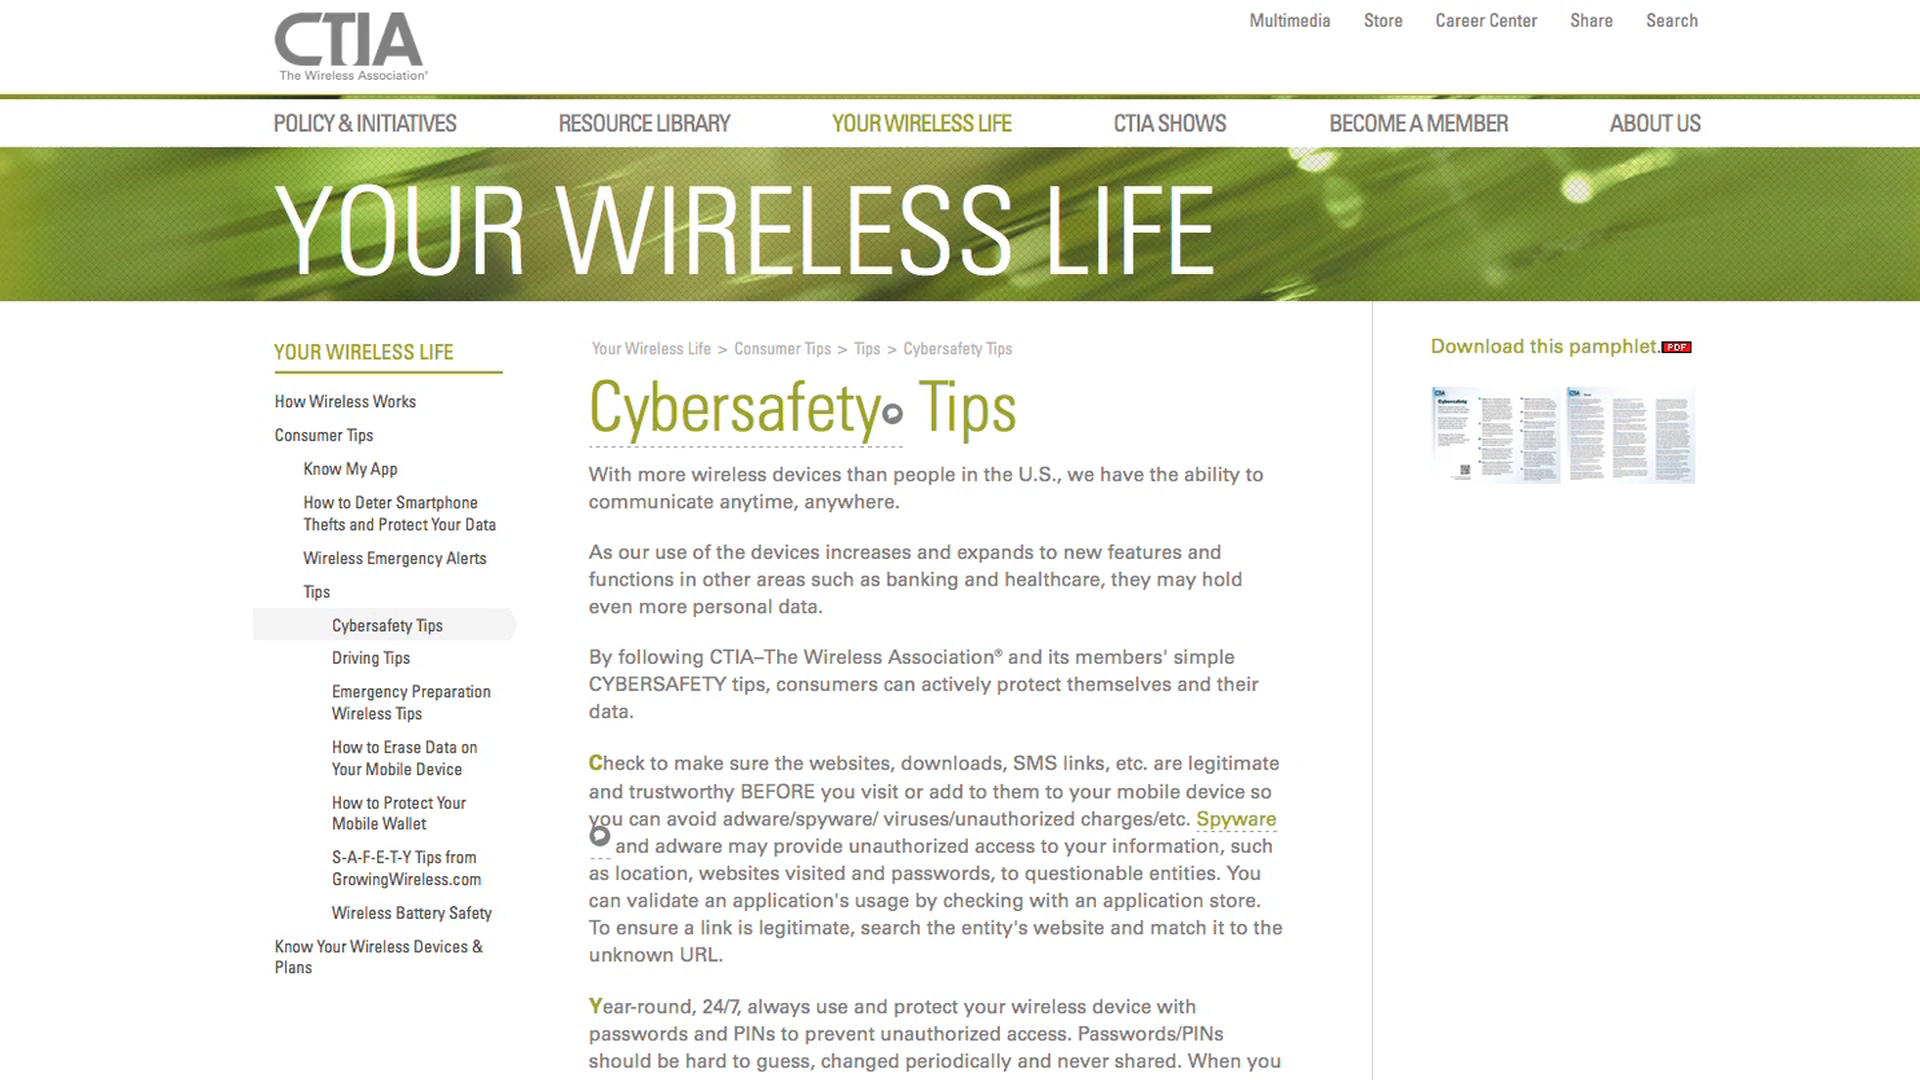 CTIA
The Wireless Association®
Multimedia Store Career Center Share Search
POLICY & INITIATIVES RESOURCE LIBRARY YOUR WIRELESS LIFE CTIA SHOWS BECOME A MEMBER ABOUT US
YOUR WIRELESS LIFE
YOUR WIRELESS LIFE
How Wireless Works
Consumer Tips
Know My App
How to Deter Smartphone
Thefts and Protect Your Data
Wireless Emergency Alerts
Tips
Cybersafety Tips
Driving Tips
Emergency Preparation
Wireless Tips
How to Erase Data on
Your Mobile Device
How to Protect Your
Mobile Wallet
S-A-F-E-T-Y Tips from
GrowingWireless.com
Wireless Battery Safety
Know Your Wireless Devices &
Plans
Your Wireless Life > Consumer Tips > Tips > Cybersafety Tips
Cybersafety Tips
With more wireless devices than people in the U.S., we have the ability to
communicate anytime, anywhere.
As our use of the devices increases and expands to new features and
functions in other areas such as banking and healthcare, they may hold
even more personal data.
By following CTIA–The Wireless Association® and its members' simple
CYBERSAFETY tips, consumers can actively protect themselves and their
data.
Check to make sure the websites, downloads, SMS links, etc. are legitimate
and trustworthy BEFORE you visit or add to them to your mobile device so
you can avoid adware/spyware/ viruses/unauthorized charges/etc. Spyware
and adware may provide unauthorized access to your information, such
as location, websites visited and passwords, to questionable entities. You
can validate an application's usage by checking with an application store.
To ensure a link is legitimate, search the entity's website and match it to the
unknown URL.
Year-round, 24/7, always use and protect your wireless device with
passwords and PINs to prevent unauthorized access. Passwords/PINs
should be hard to guess, changed periodically and never shared. When you
Download this pamphlet. PDF
CTIA
Cybersafety
CTIA